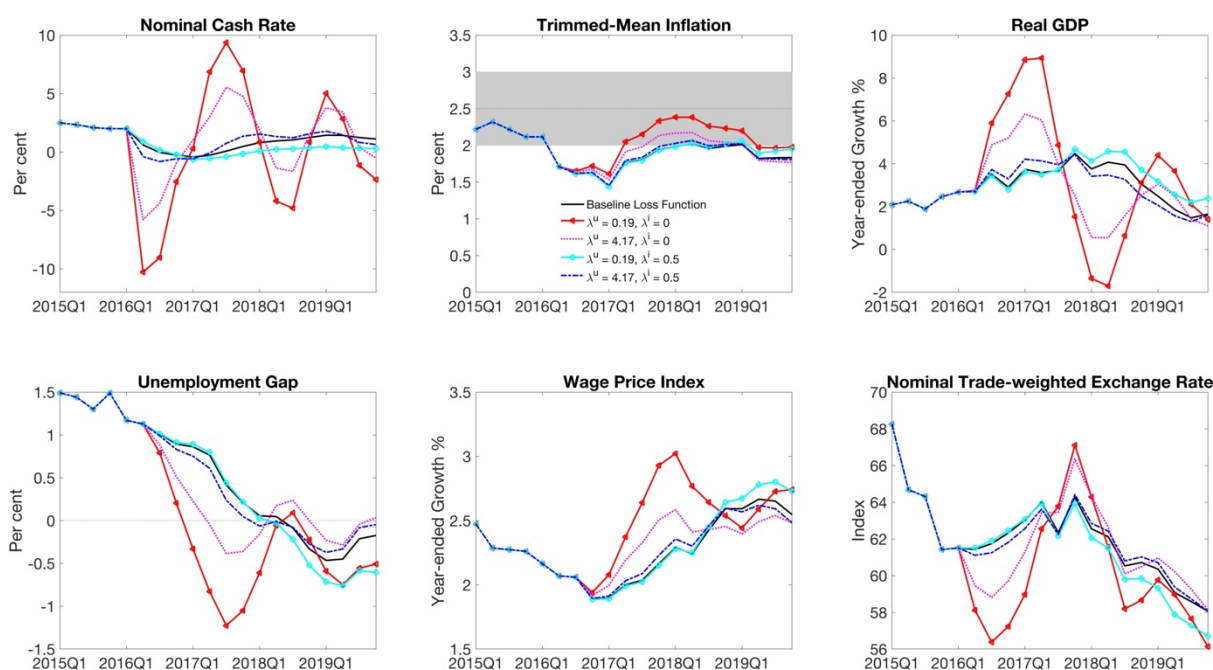 Nominal Cash Rate
Per cent
10
5
0
-5
-10
2015Q1 2016Q1 2017Q1 2018Q1 2019Q1
Trimmed-Mean Inflation
Per cent
3.5
3
2.5
2
1.5
1
0.5
0
Baseline Loss Function
λᵘ = 0.19, λⁱ = 0
λᵘ = 4.17, λⁱ = 0
λᵘ = 0.19, λⁱ = 0.5
λᵘ = 4.17, λⁱ = 0.5
2015Q1 2016Q1 2017Q1 2018Q1 2019Q1
Real GDP
Year-ended Growth %
10
8
6
4
2
0
-2
2015Q1 2016Q1 2017Q1 2018Q1 2019Q1
Unemployment Gap
Per cent
1.5
1
0.5
0
-0.5
-1
-1.5
2015Q1 2016Q1 2017Q1 2018Q1 2019Q1
Wage Price Index
Year-ended Growth %
3.5
3
2.5
2
1.5
2015Q1 2016Q1 2017Q1 2018Q1 2019Q1
Nominal Trade-weighted Exchange Rate
Index
70
68
66
64
62
60
58
56
2015Q1 2016Q1 2017Q1 2018Q1 2019Q1